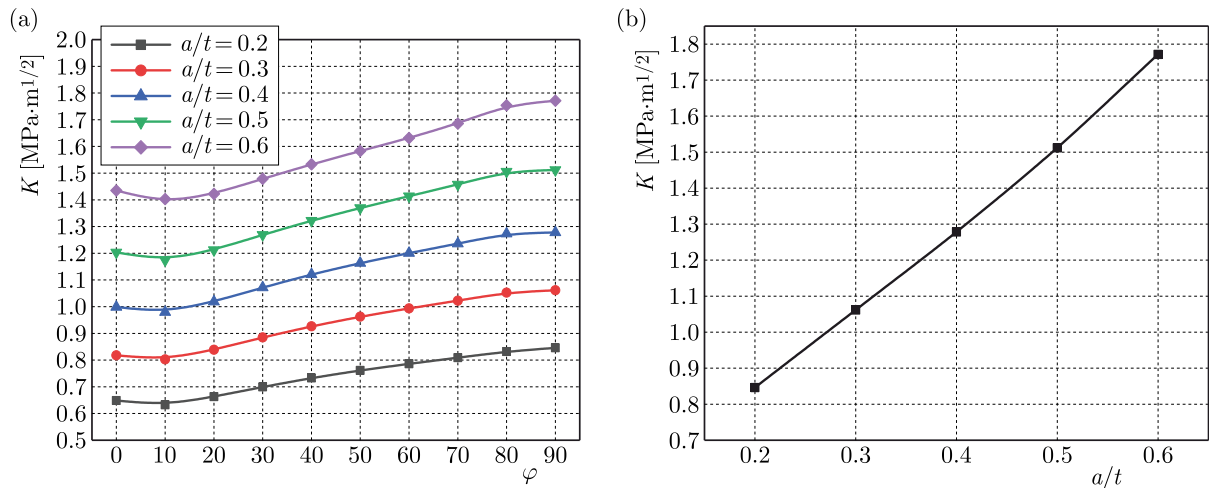 (a)
a/t = 0.2
a/t = 0.3
a/t = 0.4
a/t = 0.5
a/t = 0.6
K [MPa·m^{1/2}]
2.0
1.9
1.8
1.7
1.6
1.5
1.4
1.3
1.2
1.1
1.0
0.9
0.8
0.7
0.6
0.5
0 10 20 30 40 50 60 70 80 90
φ
(b)
K [MPa·m^{1/2}]
1.8
1.7
1.6
1.5
1.4
1.3
1.2
1.1
1.0
0.9
0.8
0.7
0.2 0.3 0.4 0.5 0.6
a/t